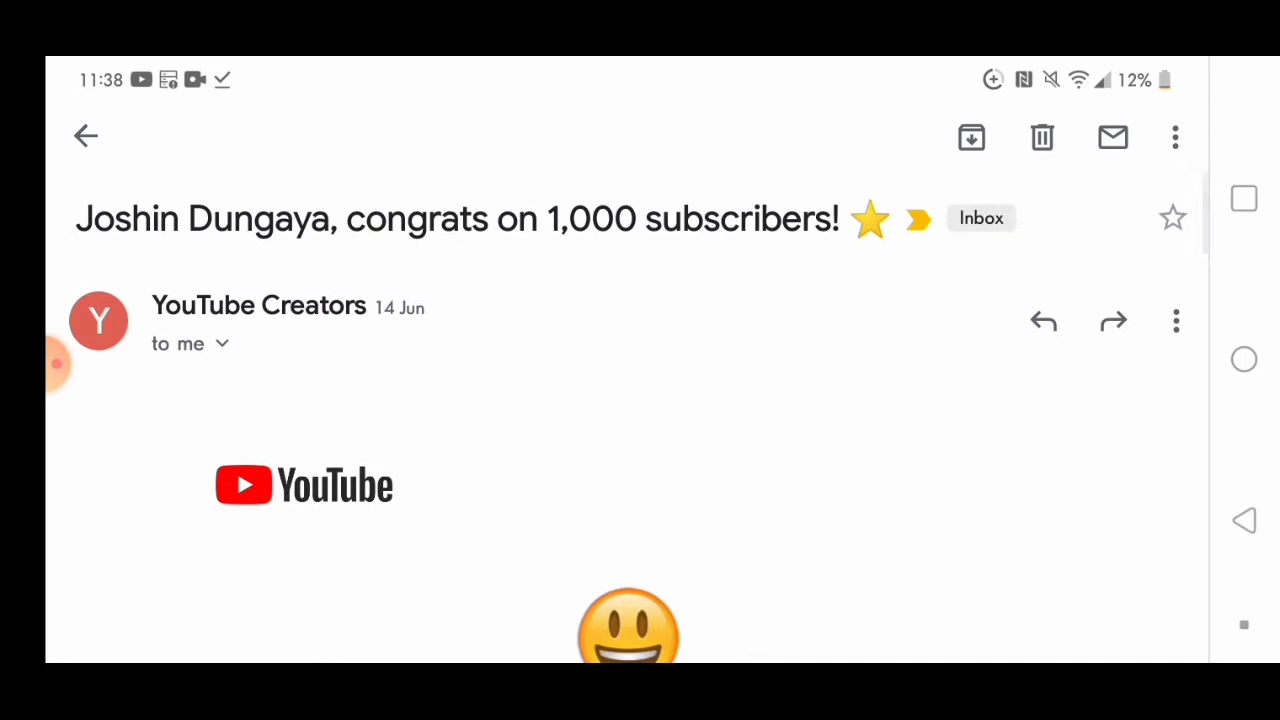 11:38
12%
Joshin Dungaya, congrats on 1,000 subscribers! ⭐ Inbox
Y
YouTube Creators 14 Jun
to me
YouTube